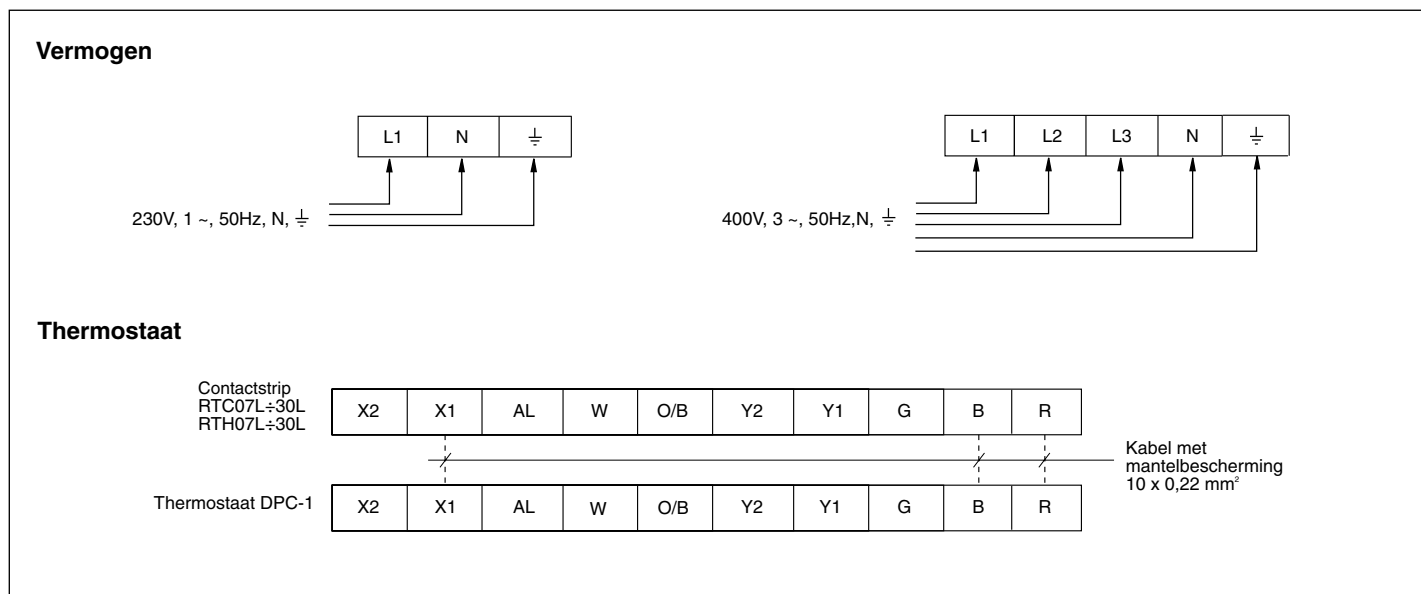 Vermogen
L1 N ⏚
230V, 1 ~, 50Hz, N, ⏚
L1 L2 L3 N ⏚
400V, 3 ~, 50Hz,N, ⏚
Thermostaat
Contactstrip
RTC07L÷30L
RTH07L÷30L
X2 X1 AL W O/B Y2 Y1 G B R
Kabel met
mantelbescherming
10 x 0,22 mm²
Thermostaat DPC-1
X2 X1 AL W O/B Y2 Y1 G B R